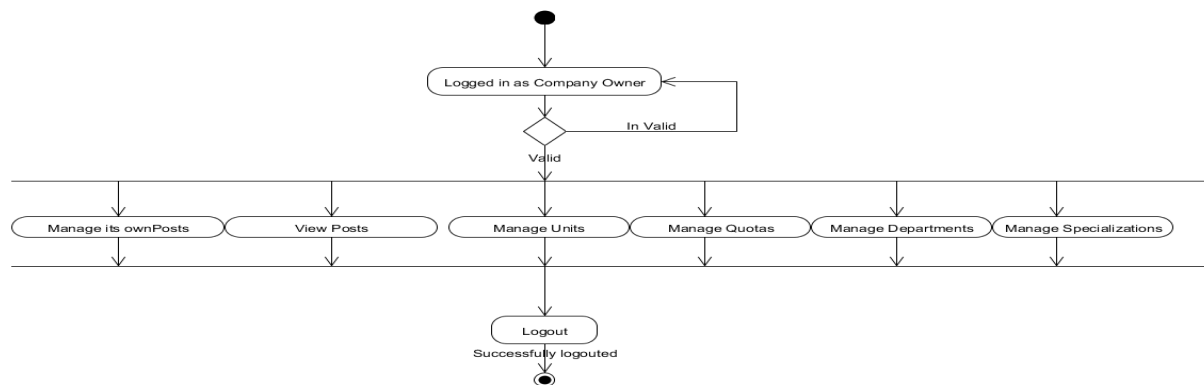 Logged in as Company Owner
In Valid
Valid
Manage its ownPosts
View Posts
Manage Units
Manage Quotas
Manage Departments
Manage Specializations
Logout
Successfully logouted